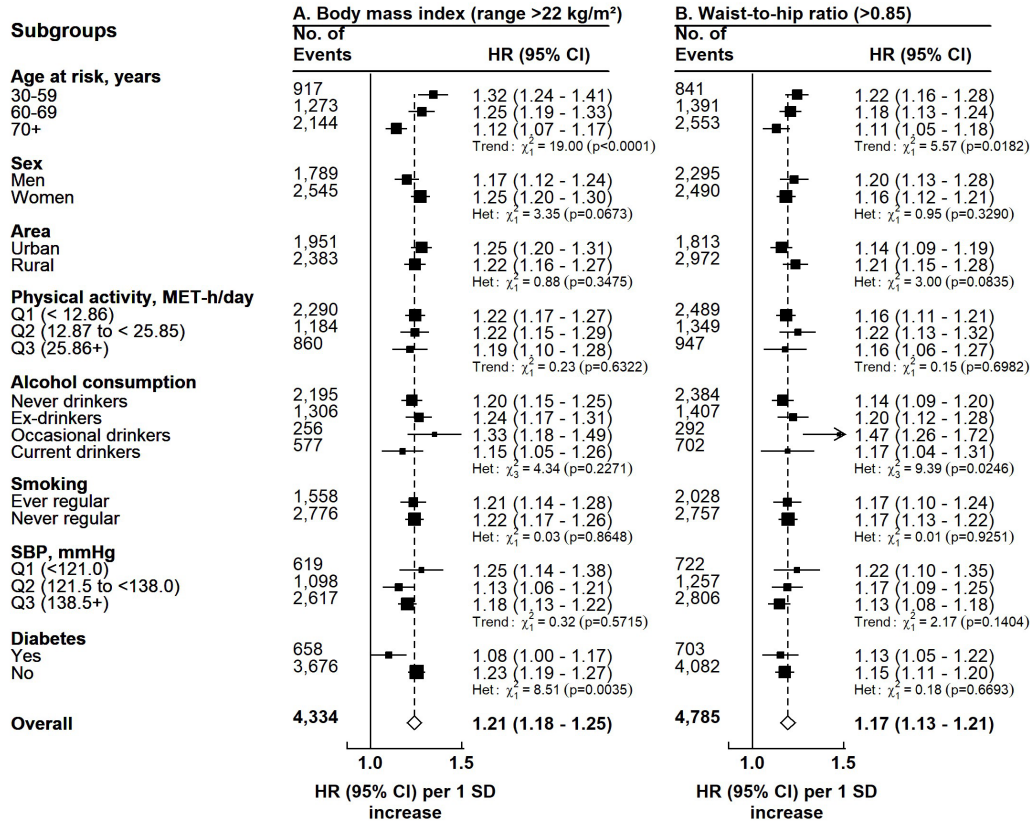 Subgroups
A. Body mass index (range >22 kg/m²)
B. Waist-to-hip ratio (>0.85)
No. of Events HR (95% CI) No. of Events HR (95% CI)
Age at risk, years
30-59 917 1.32 (1.24 - 1.41) 841 1.22 (1.16 - 1.28)
60-69 1,273 1.25 (1.19 - 1.33) 1,391 1.18 (1.13 - 1.24)
70+ 2,144 1.12 (1.07 - 1.17) 2,553 1.11 (1.05 - 1.18)
Trend: χ²₁ = 19.00 (p<0.0001) Trend: χ²₁ = 5.57 (p=0.0182)
Sex
Men 1,789 1.17 (1.12 - 1.24) 2,295 1.20 (1.13 - 1.28)
Women 2,545 1.25 (1.20 - 1.30) 2,490 1.16 (1.12 - 1.21)
Het: χ²₁ = 3.35 (p=0.0673) Het: χ²₁ = 0.95 (p=0.3290)
Area
Urban 1,951 1.25 (1.20 - 1.31) 1,813 1.14 (1.09 - 1.19)
Rural 2,383 1.22 (1.16 - 1.27) 2,972 1.21 (1.15 - 1.28)
Het: χ²₁ = 0.88 (p=0.3475) Het: χ²₁ = 3.00 (p=0.0835)
Physical activity, MET-h/day
Q1 (< 12.86) 2,290 1.22 (1.17 - 1.27) 2,489 1.16 (1.11 - 1.21)
Q2 (12.87 to < 25.85) 1,184 1.22 (1.15 - 1.29) 1,349 1.22 (1.13 - 1.32)
Q3 (25.86+) 860 1.19 (1.10 - 1.28) 947 1.16 (1.06 - 1.27)
Trend: χ²₁ = 0.23 (p=0.6322) Trend: χ²₁ = 0.15 (p=0.6982)
Alcohol consumption
Never drinkers 2,195 1.20 (1.15 - 1.25) 2,384 1.14 (1.09 - 1.20)
Ex-drinkers 1,306 1.24 (1.17 - 1.31) 1,407 1.20 (1.12 - 1.28)
Occasional drinkers 256 1.33 (1.18 - 1.49) 292 1.47 (1.26 - 1.72)
Current drinkers 577 1.15 (1.05 - 1.26) 702 1.17 (1.04 - 1.31)
Het: χ²₃ = 4.34 (p=0.2271) Het: χ²₃ = 9.39 (p=0.0246)
Smoking
Ever regular 1,558 1.21 (1.14 - 1.28) 2,028 1.17 (1.10 - 1.24)
Never regular 2,776 1.22 (1.17 - 1.26) 2,757 1.17 (1.13 - 1.22)
Het: χ²₁ = 0.03 (p=0.8648) Het: χ²₁ = 0.01 (p=0.9251)
SBP, mmHg
Q1 (<121.0) 619 1.25 (1.14 - 1.38) 722 1.22 (1.10 - 1.35)
Q2 (121.5 to <138.0) 1,098 1.13 (1.06 - 1.21) 1,257 1.17 (1.09 - 1.25)
Q3 (138.5+) 2,617 1.18 (1.13 - 1.22) 2,806 1.13 (1.08 - 1.18)
Trend: χ²₁ = 0.32 (p=0.5715) Trend: χ²₁ = 2.17 (p=0.1404)
Diabetes
Yes 658 1.08 (1.00 - 1.17) 703 1.13 (1.05 - 1.22)
No 3,676 1.23 (1.19 - 1.27) 4,082 1.15 (1.11 - 1.20)
Het: χ²₁ = 8.51 (p=0.0035) Het: χ²₁ = 0.18 (p=0.6693)
Overall 4,334 1.21 (1.18 - 1.25) 4,785 1.17 (1.13 - 1.21)
1.0 1.5 1.0 1.5
HR (95% CI) per 1 SD increase
HR (95% CI) per 1 SD increase